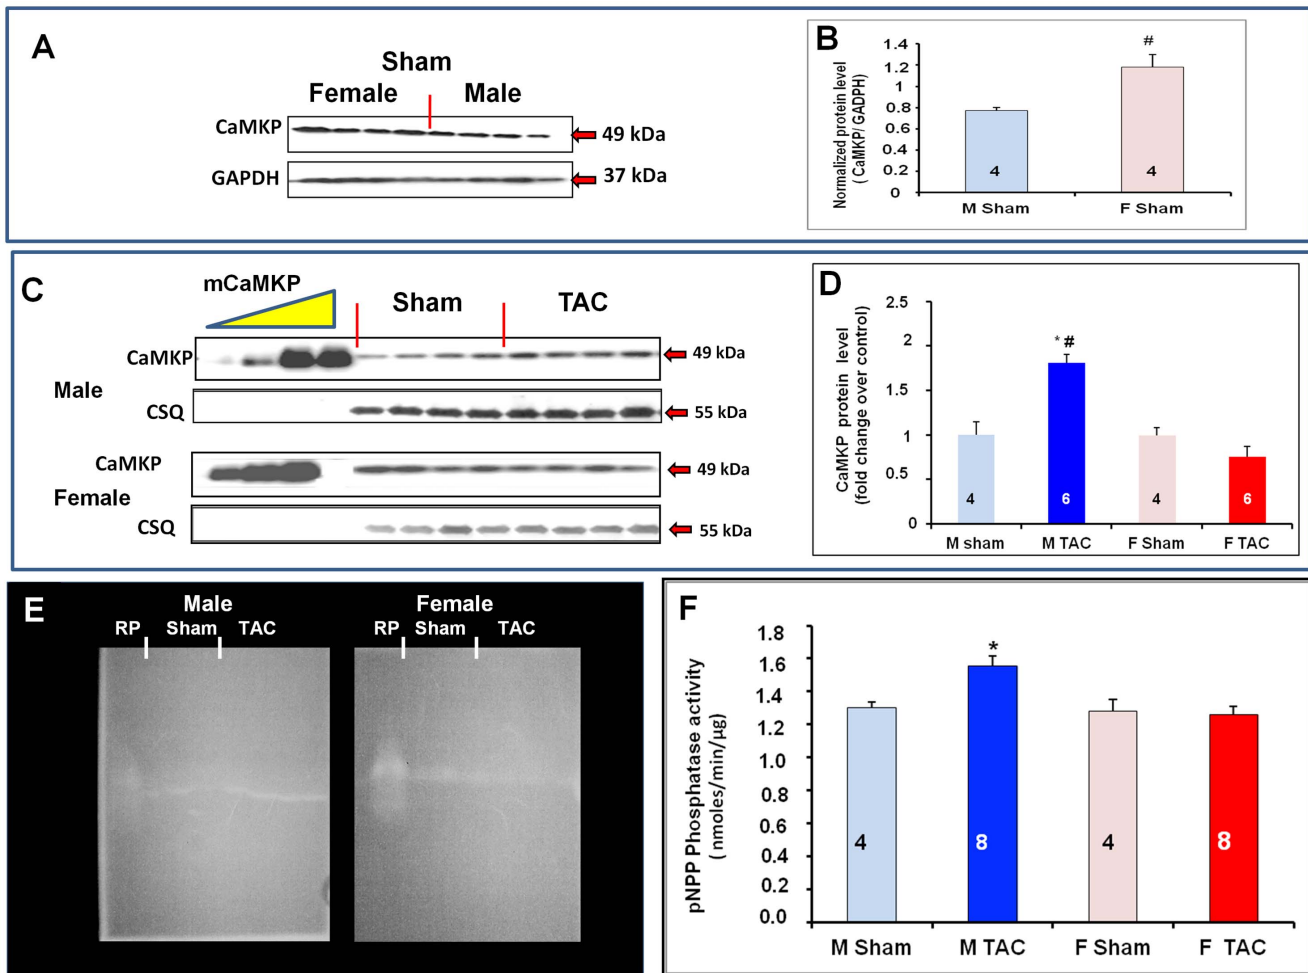 A
Sham
Female Male
CaMKP
49 kDa
GAPDH
37 kDa
B
Normalized protein level
( CaMKP/ GADPH)
1.4
1.2
1
0.8
0.6
0.4
0.2
0
#
4
4
M Sham
F Sham
C
mCaMKP
Sham
TAC
CaMKP
49 kDa
Male
CSQ
55 kDa
CaMKP
49 kDa
Female
CSQ
55 kDa
D
CaMKP protein level
(fold change over control)
2.5
2
1.5
1
0.5
0
* #
4
6
4
6
M sham
M TAC
F Sham
F TAC
E
Male
RP Sham TAC
Female
RP Sham TAC
F
pNPP Phosphatase activity
( nmoles/min/µg)
1.8
1.6
1.4
1.2
1.0
0.8
0.6
0.4
0.2
0.0
*
4
8
4
8
M Sham
M TAC
F Sham
F TAC